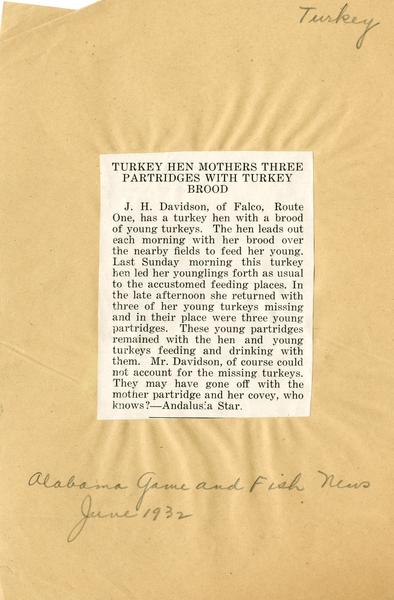 Turkey
TURKEY HEN MOTHERS THREE
PARTRIDGES WITH TURKEY
BROOD
J. H. Davidson, of Falco, Route
One, has a turkey hen with a brood
of young turkeys. The hen leads out
each morning with her brood over
the nearby fields to feed her young.
Last Sunday morning this turkey
hen led her younglings forth as usual
to the accustomed feeding places. In
the late afternoon she returned with
three of her young turkeys missing
and in their place were three young
partridges. These young partridges
remained with the hen and young
turkeys feeding and drinking with
them. Mr. Davidson, of course could
not account for the missing turkeys.
They may have gone off with the
mother partridge and her covey, who
knows?—Andalusia Star.
Alabama Game and Fish News
June 1932